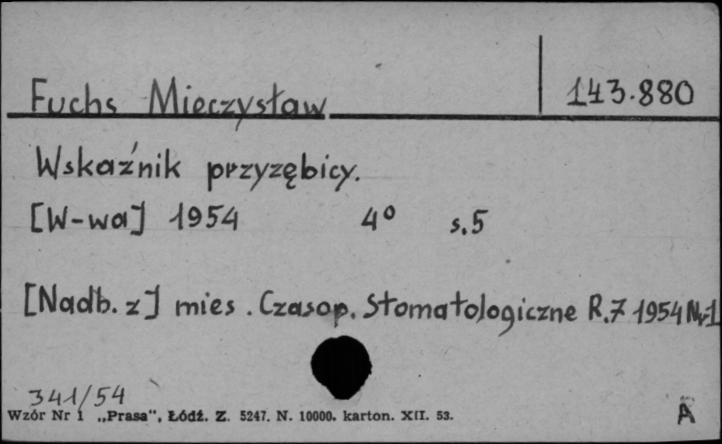 Fuchs Mieczysław 143.880
Wskaźnik przyzębicy.
[W-wa] 1954 4° s.5
[Nadb. z] mies. Czasop. Stomatologiczne R.7 1954 Nr 1
341/54
Wzór Nr 1 „Prasa”, Łódź. Z. 5247. N. 10000. karton. XII. 53.
A